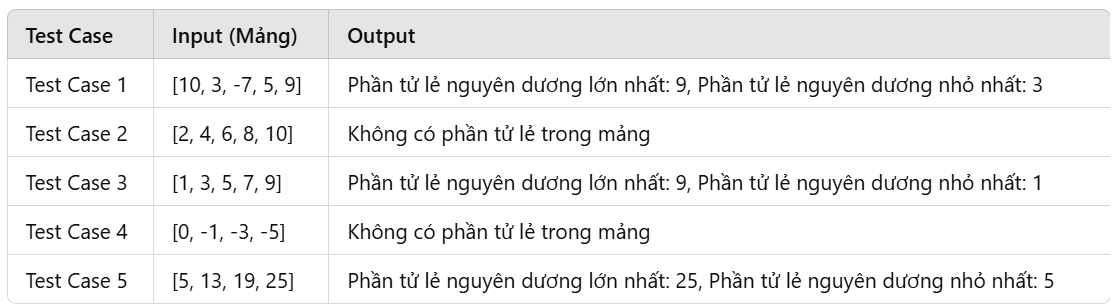 Test Case Input (Mảng) Output
Test Case 1 [10, 3, -7, 5, 9] Phần tử lẻ nguyên dương lớn nhất: 9, Phần tử lẻ nguyên dương nhỏ nhất: 3
Test Case 2 [2, 4, 6, 8, 10] Không có phần tử lẻ trong mảng
Test Case 3 [1, 3, 5, 7, 9] Phần tử lẻ nguyên dương lớn nhất: 9, Phần tử lẻ nguyên dương nhỏ nhất: 1
Test Case 4 [0, -1, -3, -5] Không có phần tử lẻ trong mảng
Test Case 5 [5, 13, 19, 25] Phần tử lẻ nguyên dương lớn nhất: 25, Phần tử lẻ nguyên dương nhỏ nhất: 5